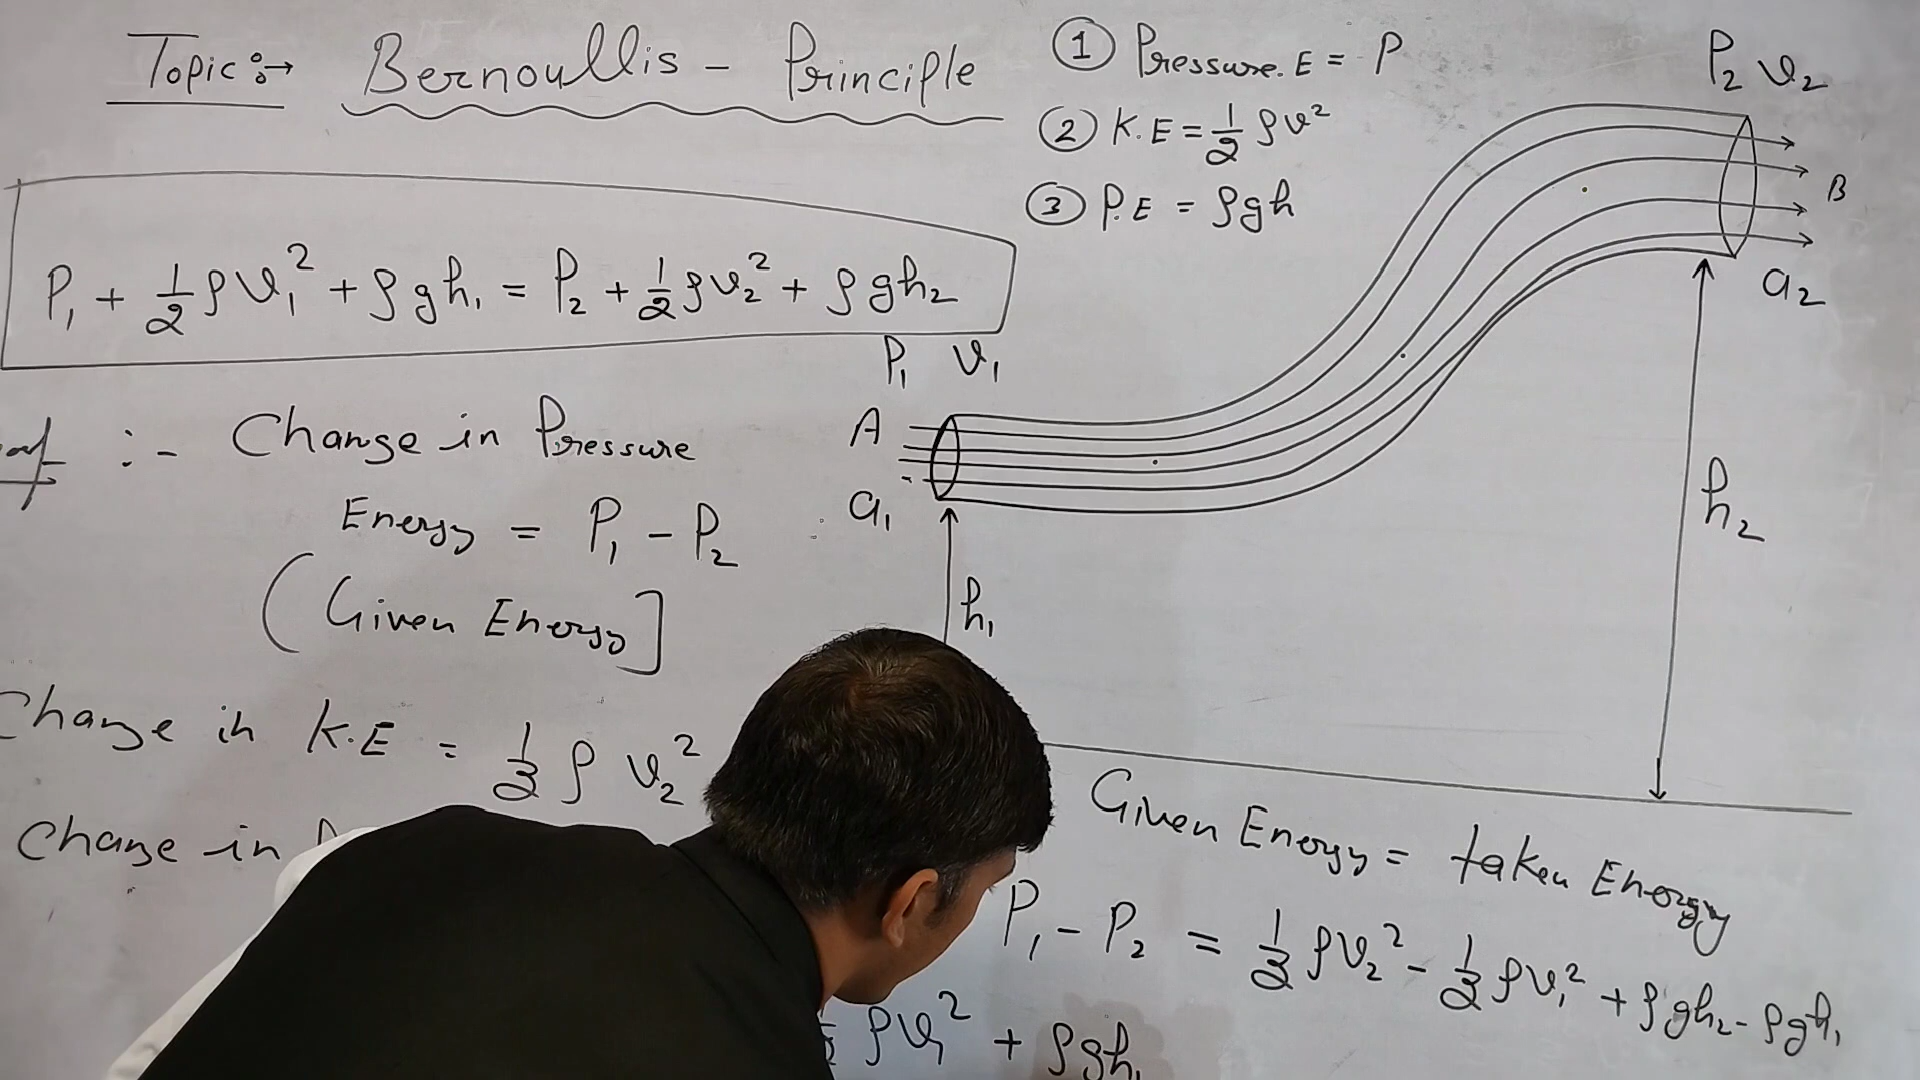 Topic :→ Bernoullis - Principle
P₁ + 1/2 ρv₁² + ρgh₁ = P₂ + 1/2 ρv₂² + ρgh₂
:- Change in Pressure
Energy = P₁ - P₂
(Given Energy]
Change in K.E = 1/2 ρ v₂²
Change in
① Pressure.E = P
② K.E = 1/2 ρv²
③ P.E = ρgh
P₂ v₂
B
a₂
P₁ v₁
A
a₁
h₁
h₂
Given Energy = taken Energy
P₁ - P₂ = 1/2 ρv₂² - 1/2 ρv₁² + ρgh₂ - ρgh₁
ρv₁² + ρgh₁